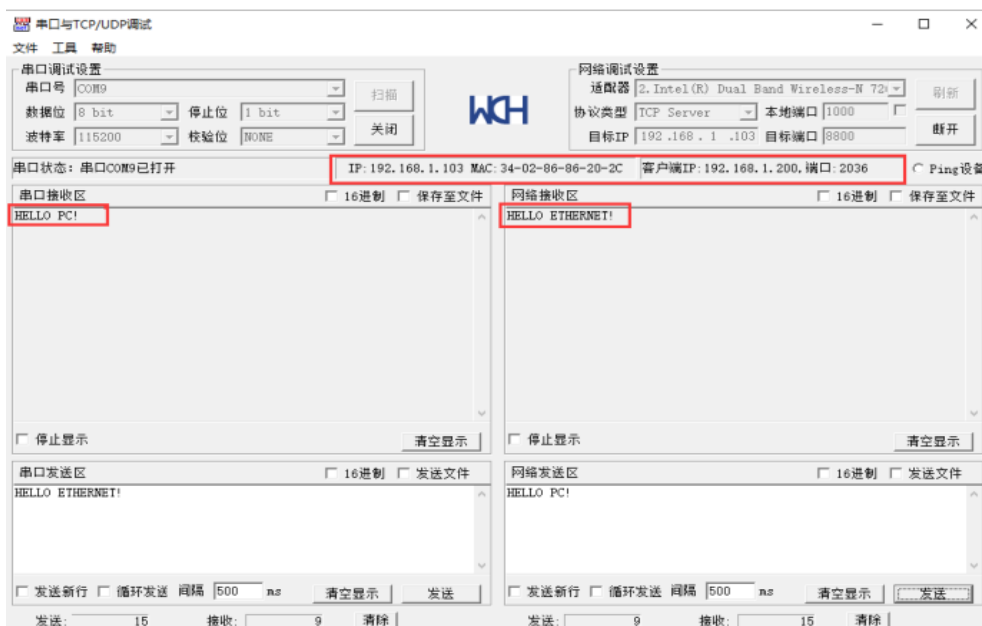 串口与TCP/UDP调试
文件 工具 帮助
串口调试设置
串口号 COM9 扫描
数据位 8 bit 停止位 1 bit
波特率 115200 校验位 NONE 关闭
WCH
网络调试设置
适配器 2.Intel(R) Dual Band Wireless-N 72 刷新
协议类型 TCP Server 本地端口 1000
目标IP 192.168.1.103 目标端口 8800 断开
串口状态：串口COM9已打开 IP:192.168.1.103 MAC:34-02-86-86-20-2C 客户端IP:192.168.1.200,端口:2036 Ping设备
串口接收区 16进制 保存至文件
HELLO PC!
停止显示 清空显示
网络接收区 16进制 保存至文件
HELLO ETHERNET!
停止显示 清空显示
串口发送区 16进制 发送文件
HELLO ETHERNET!
发送新行 循环发送 间隔 500 ms 清空显示 发送
发送: 15 接收: 9 清除
网络发送区 16进制 发送文件
HELLO PC!
发送新行 循环发送 间隔 500 ms 清空显示 发送
发送: 9 接收: 15 清除